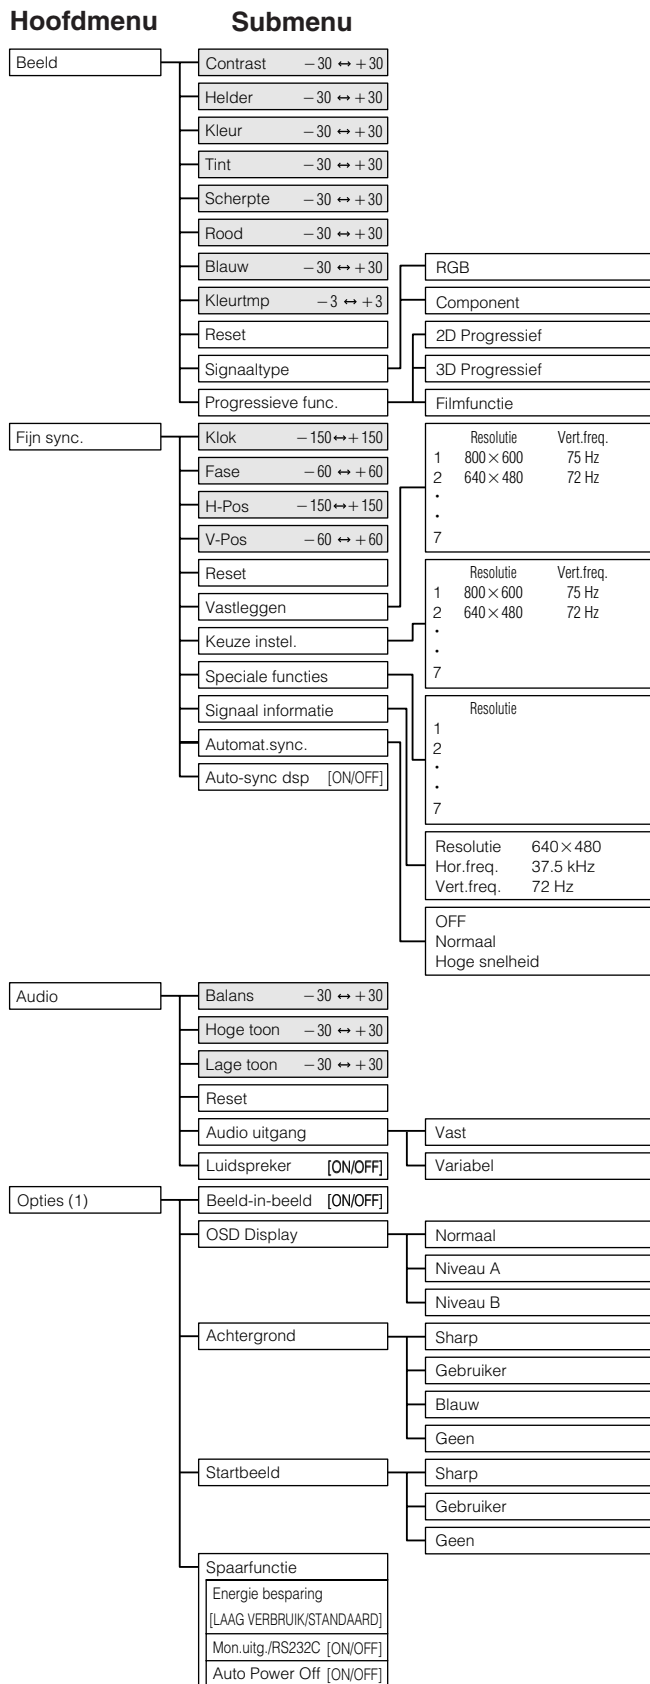 Hoofdmenu Submenu
Beeld
Contrast −30 ↔ +30
Helder −30 ↔ +30
Kleur −30 ↔ +30
Tint −30 ↔ +30
Scherpte −30 ↔ +30
Rood −30 ↔ +30
Blauw −30 ↔ +30
Kleurtmp −3 ↔ +3
Reset
Signaaltype
RGB
Component
Progressieve func.
2D Progressief
3D Progressief
Filmfunctie
Fijn sync.
Klok −150↔+150
Fase −60 ↔ +60
H-Pos −150↔+150
V-Pos −60 ↔ +60
Reset
Vastleggen
Resolutie Vert.freq.
1 800×600 75 Hz
2 640×480 72 Hz
•
•
7
Keuze instel.
Resolutie Vert.freq.
1 800×600 75 Hz
2 640×480 72 Hz
•
•
7
Speciale functies
Resolutie
1
2
•
•
7
Signaal informatie
Resolutie 640×480
Hor.freq. 37.5 kHz
Vert.freq. 72 Hz
Automat.sync.
OFF
Normaal
Hoge snelheid
Auto-sync dsp [ON/OFF]
Audio
Balans −30 ↔ +30
Hoge toon −30 ↔ +30
Lage toon −30 ↔ +30
Reset
Audio uitgang
Vast
Variabel
Luidspreker [ON/OFF]
Opties (1)
Beeld-in-beeld [ON/OFF]
OSD Display
Normaal
Niveau A
Niveau B
Achtergrond
Sharp
Gebruiker
Blauw
Geen
Startbeeld
Sharp
Gebruiker
Geen
Spaarfunctie
Energie besparing
[LAAG VERBRUIK/STANDAARD]
Mon.uitg./RS232C [ON/OFF]
Auto Power Off [ON/OFF]